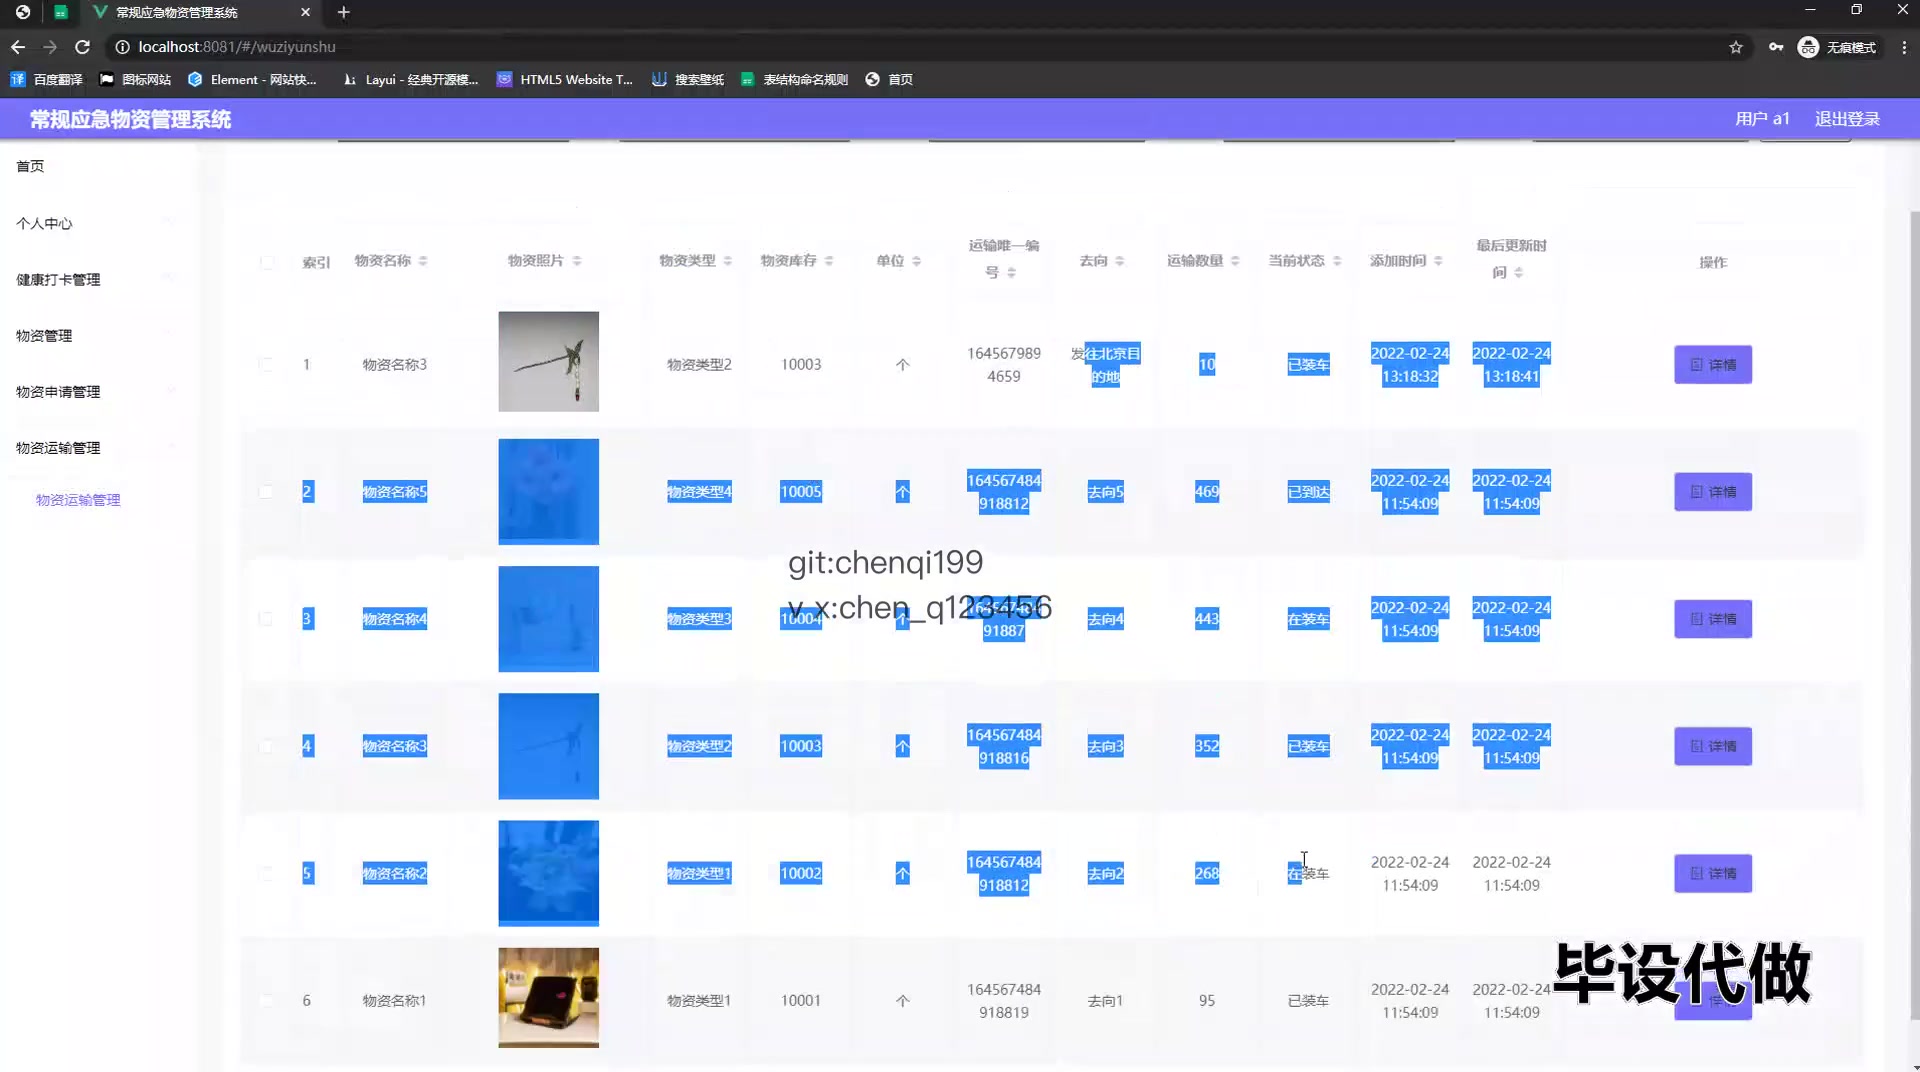 常规应急物资管理系统
localhost:8081/#/wuziyunshu
无痕模式
百度翻译
图标网站
Element - 网站快...
Layui - 经典开源模...
HTML5 Website T...
搜索壁纸
表结构命名规则
首页
常规应急物资管理系统
用户 a1
退出登录
首页
个人中心
健康打卡管理
物资管理
物资申请管理
物资运输管理
物资运输管理
索引 物资名称 物资照片 物资类型 物资库存 单位 运输唯一编号 去向 运输数量 当前状态 添加时间 最后更新时间 操作
1 物资名称3 物资类型2 10003 个 1645679894659 发往北京目的地 10 已装车 2022-02-24 13:18:32 2022-02-24 13:18:41 详情
2 物资名称5 物资类型4 10005 个 164567484918812 去向5 469 已到达 2022-02-24 11:54:09 2022-02-24 11:54:09 详情
git:chenqi199
v_x:chen_q123456
3 物资名称4 物资类型3 10004 个 16456748491887 去向4 443 在装车 2022-02-24 11:54:09 2022-02-24 11:54:09 详情
4 物资名称3 物资类型2 10003 个 164567484918816 去向3 352 已装车 2022-02-24 11:54:09 2022-02-24 11:54:09 详情
5 物资名称2 物资类型1 10002 个 164567484918812 去向2 268 在装车 2022-02-24 11:54:09 2022-02-24 11:54:09 详情
6 物资名称1 物资类型1 10001 个 164567484918819 去向1 95 已装车 2022-02-24 11:54:09 2022-02-24 11:54:09
毕设代做